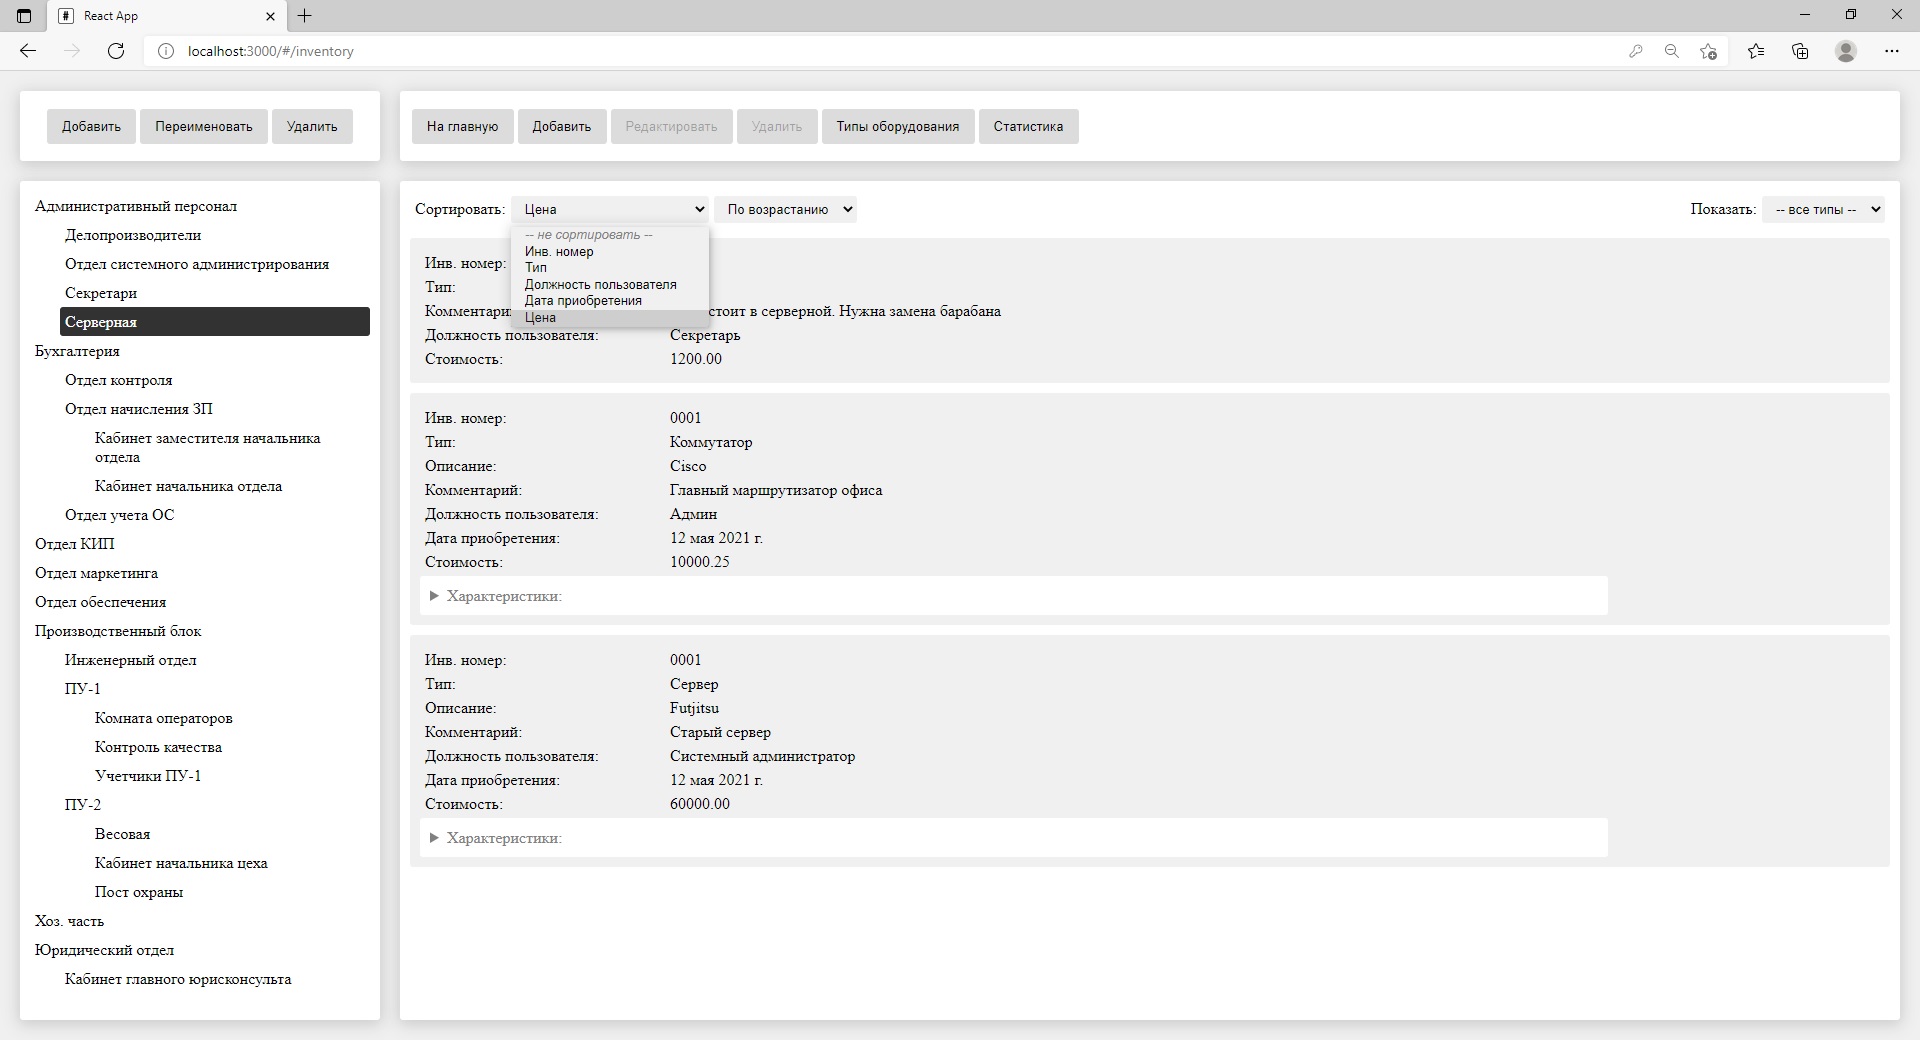 React App
localhost:3000/#/inventory
Добавить Переименовать Удалить
На главную Добавить Редактировать Удалить Типы оборудования Статистика
Административный персонал
Делопроизводители
Отдел системного администрирования
Секретари
Серверная
Бухгалтерия
Отдел контроля
Отдел начисления ЗП
Кабинет заместителя начальника
отдела
Кабинет начальника отдела
Отдел учета ОС
Отдел КИП
Отдел маркетинга
Отдел обеспечения
Производственный блок
Инженерный отдел
ПУ-1
Комната операторов
Контроль качества
Учетчики ПУ-1
ПУ-2
Весовая
Кабинет начальника цеха
Пост охраны
Хоз. часть
Юридический отдел
Кабинет главного юрисконсульта
Сортировать: Цена По возрастанию Показать: -- все типы --
-- не сортировать --
Инв. номер
Тип
Должность пользователя
Дата приобретения
Цена
Инв. номер:
Тип:
в серверной. Нужна замена барабана
Должность пользователя: Секретарь
Стоимость: 1200.00
Инв. номер: 0001
Тип: Коммутатор
Описание: Cisco
Комментарий: Главный маршрутизатор офиса
Должность пользователя: Админ
Дата приобретения: 12 мая 2021 г.
Стоимость: 10000.25
Характеристики:
Инв. номер: 0001
Тип: Сервер
Описание: Futjitsu
Комментарий: Старый сервер
Должность пользователя: Системный администратор
Дата приобретения: 12 мая 2021 г.
Стоимость: 60000.00
Характеристики: